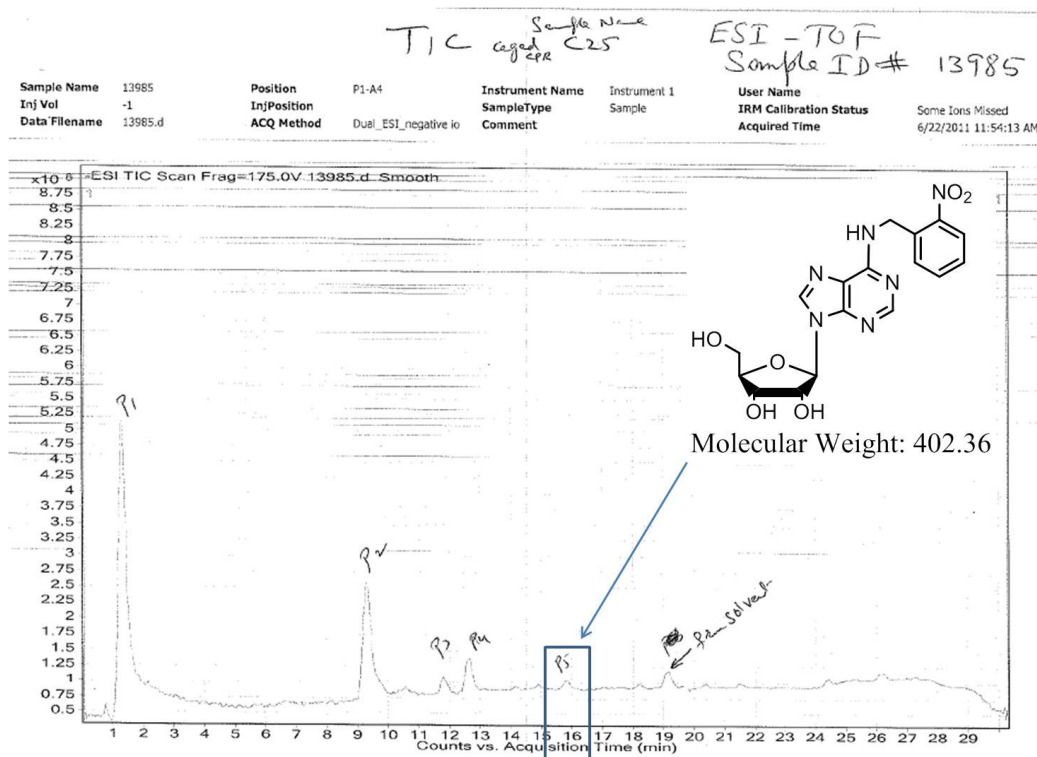 TIC Sample Name ESI - TOF
caged C25 Sample ID# 13985
CPR
Sample Name 13985 Position P1-A4 Instrument Name Instrument 1 User Name
Inj Vol -1 InjPosition SampleType Sample IRM Calibration Status Some Ions Missed
Data Filename 13985.d ACQ Method Dual_ESI_negative io Comment Acquired Time 6/22/2011 11:54:13 AM
x10 6 -ESI TIC Scan Frag=175.0V 13985.d Smooth
8.75
8.5
8.25
8
7.75
7.5
7.25
7
6.75
6.5
6.25
6
5.75
5.5
5.25
5
4.75
4.5
4.25
4
3.75
3.5
3.25
3
2.75
2.5
2.25
2
1.75
1.5
1.25
1
0.75
0.5
1 1
NO2
HN
N N
N N
HO O
OH OH
Molecular Weight: 402.36
P1
P2
P3 P4 P5 from solvent
1 2 3 4 5 6 7 8 9 10 11 12 13 14 15 16 17 18 19 20 21 22 23 24 25 26 27 28 29
Counts vs. Acquisition Time (min)